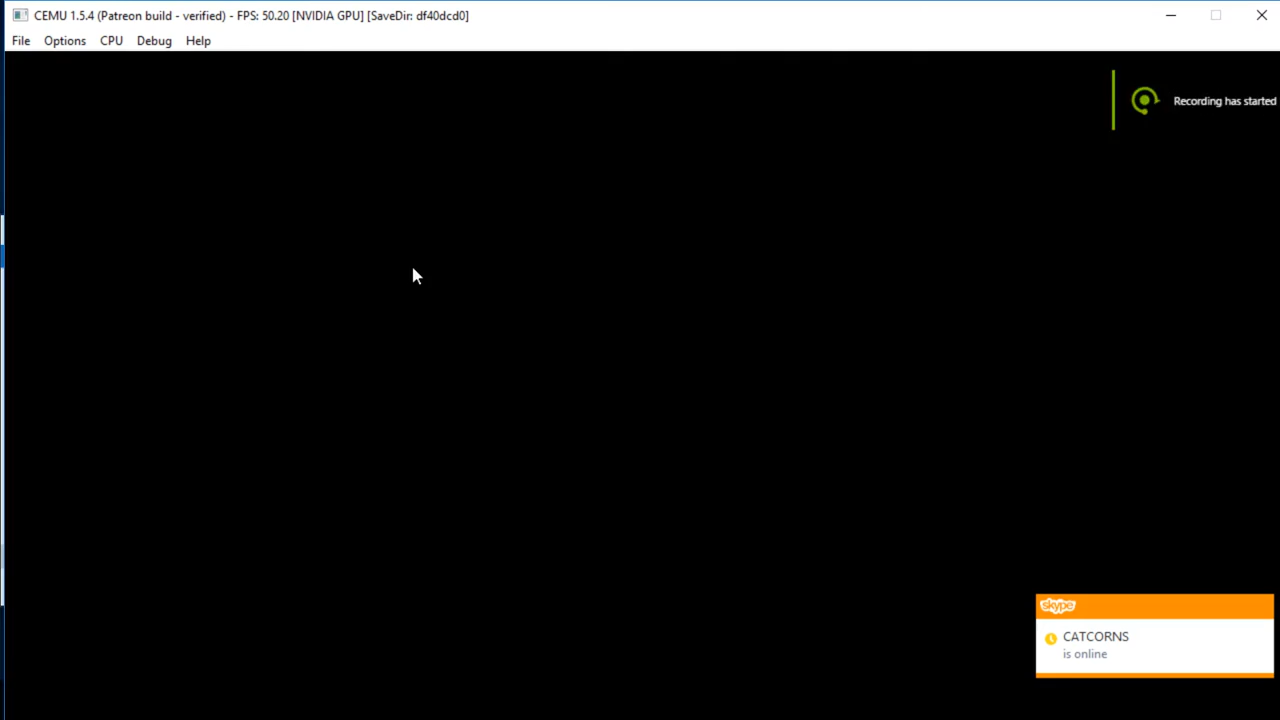 CEMU 1.5.4 (Patreon build - verified) - FPS: 50.20 [NVIDIA GPU] [SaveDir: df40dcd0]
File Options CPU Debug Help
Recording has started
skype
CATCORNS
is online